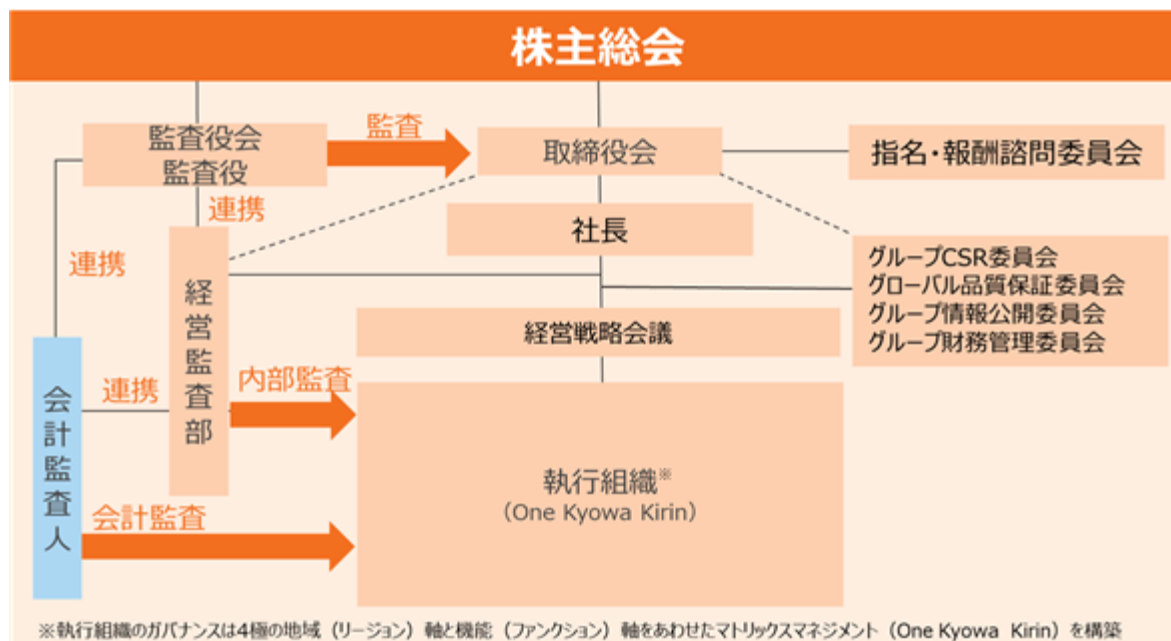 株主総会
監査役会
監査役
監査
取締役会
指名・報酬諮問委員会
連携
社長
連携
経営監査部
グループCSR委員会
グローバル品質保証委員会
グループ情報公開委員会
グループ財務管理委員会
経営戦略会議
会計監査人
連携
内部監査
執行組織※
（One Kyowa Kirin）
会計監査
※執行組織のガバナンスは4極の地域（リージョン）軸と機能（ファンクション）軸をあわせたマトリックスマネジメント（One Kyowa Kirin）を構築